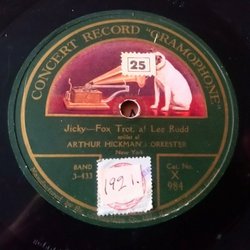 CONCERT RECORD "GRAMOPHONE"
25
Jicky—Fox Trot, af Lee Rudd
spillet af
ARTHUR HICKMAN's ORKESTER
New York
BAND
3-433
Cat. No.
X
984
1921.